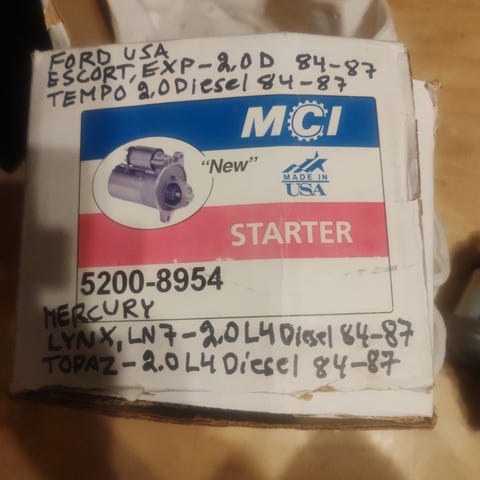 FORD USA
ESCORT, EXP-2.0D 84-87
TEMPO 2.0Diesel 84-87
MCI
"New"
MADE IN
USA
STARTER
5200-8954
MERCURY
LYNX, LN7-2.0L4Diesel 84-87
TOPAZ-2.0L4Diesel 84-87